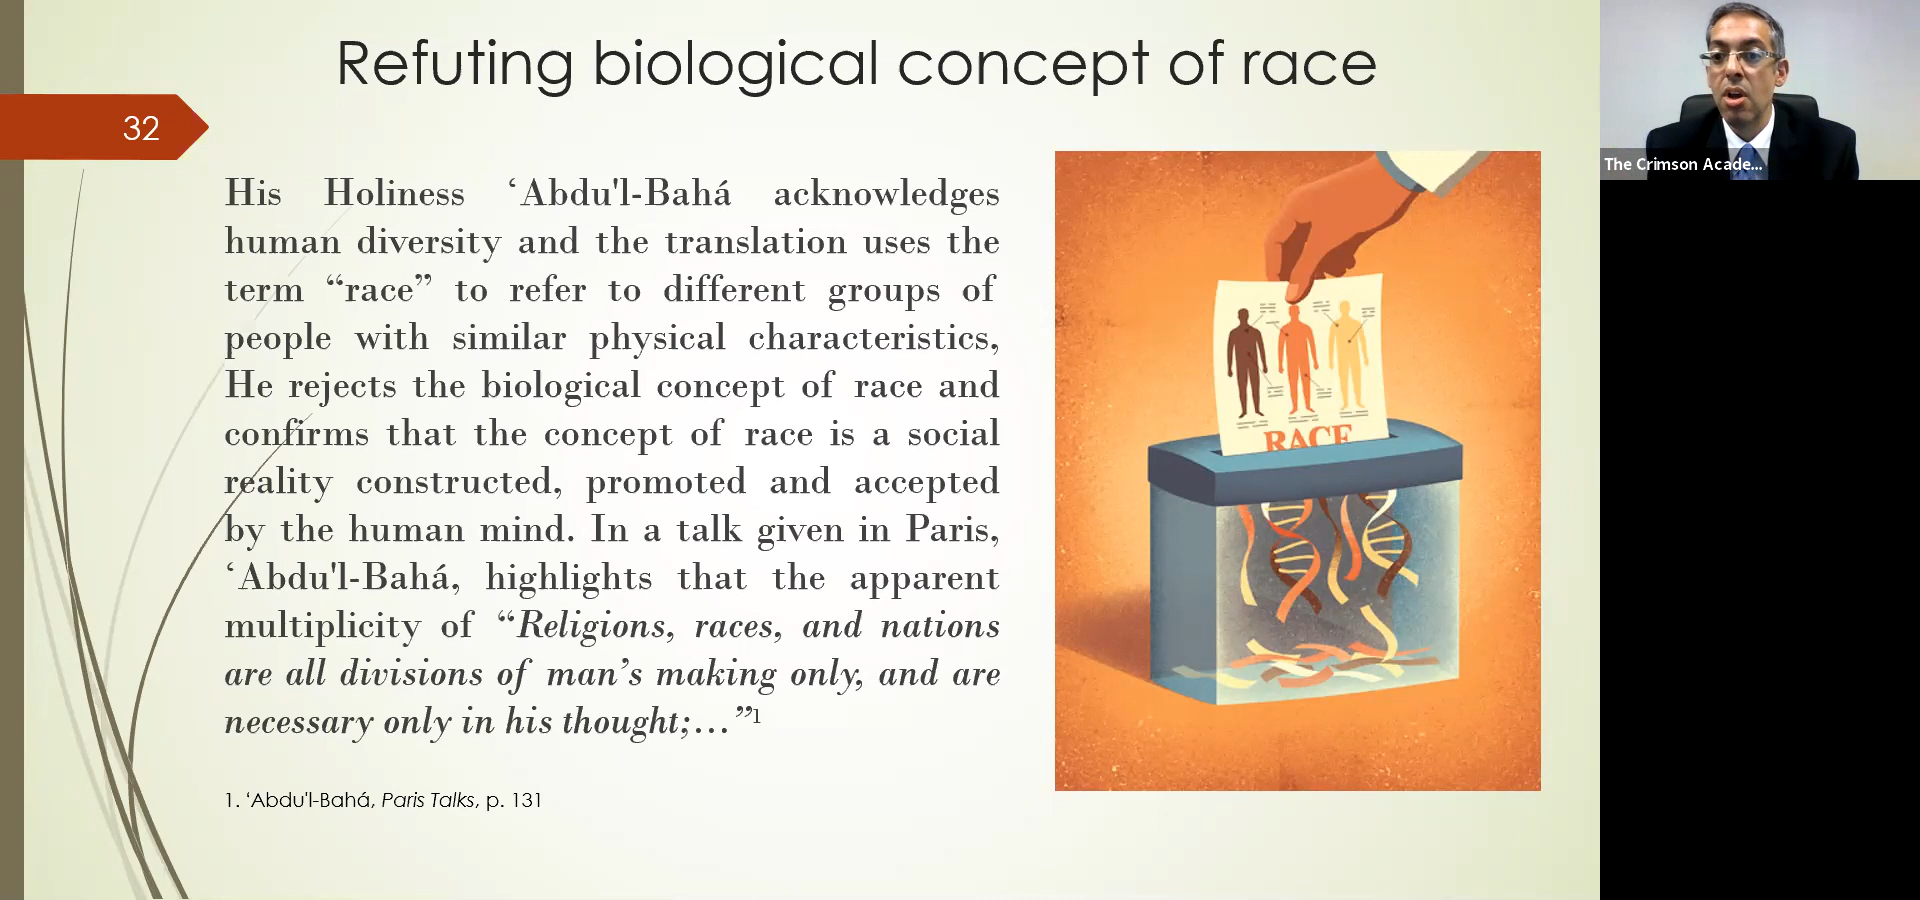 Refuting biological concept of race
32
His Holiness ‘Abdu'l-Bahá acknowledges
human diversity and the translation uses the
term “race” to refer to different groups of
people with similar physical characteristics,
He rejects the biological concept of race and
confirms that the concept of race is a social
reality constructed, promoted and accepted
by the human mind. In a talk given in Paris,
‘Abdu'l-Bahá, highlights that the apparent
multiplicity of “Religions, races, and nations
are all divisions of man’s making only, and are
necessary only in his thought;…”1
1. ‘Abdu'l-Bahá, Paris Talks, p. 131
RACE
The Crimson Acade...